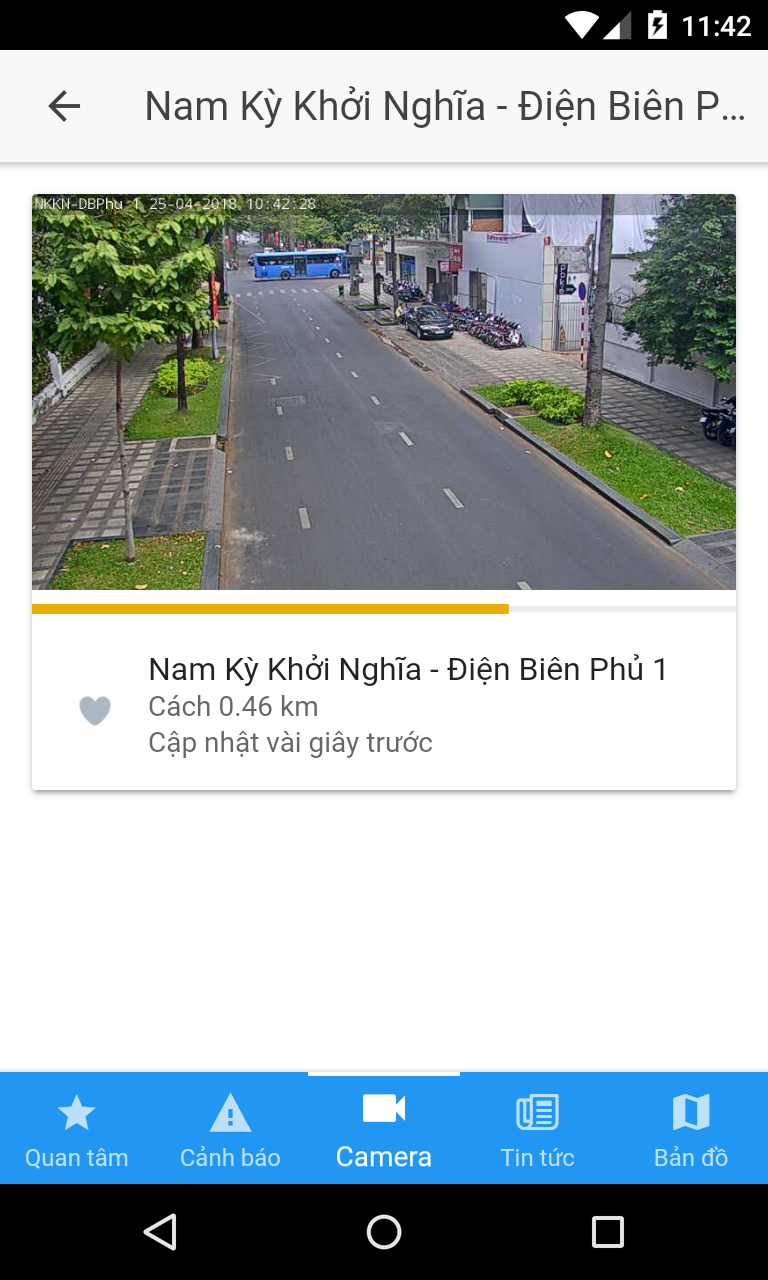 11:42
Nam Kỳ Khởi Nghĩa - Điện Biên P...
NKKN-DBPhu 1 25-04-2018 10:42:28
Nam Kỳ Khởi Nghĩa - Điện Biên Phủ 1
Cách 0.46 km
Cập nhật vài giây trước
Quan tâm
Cảnh báo
Camera
Tin tức
Bản đồ